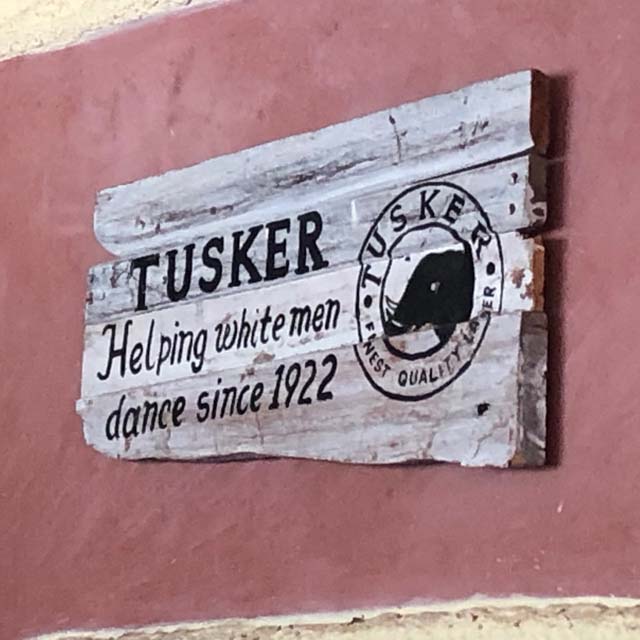 TUSKER
Helping white men
dance since 1922
TUSKER
FINEST QUALITY LAGER